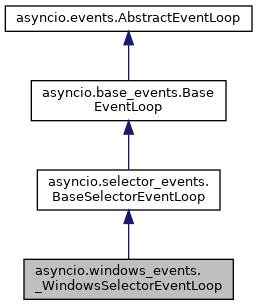 asyncio.events.AbstractEventLoop
asyncio.base_events.Base
EventLoop
asyncio.selector_events.
BaseSelectorEventLoop
asyncio.windows_events.
_WindowsSelectorEventLoop